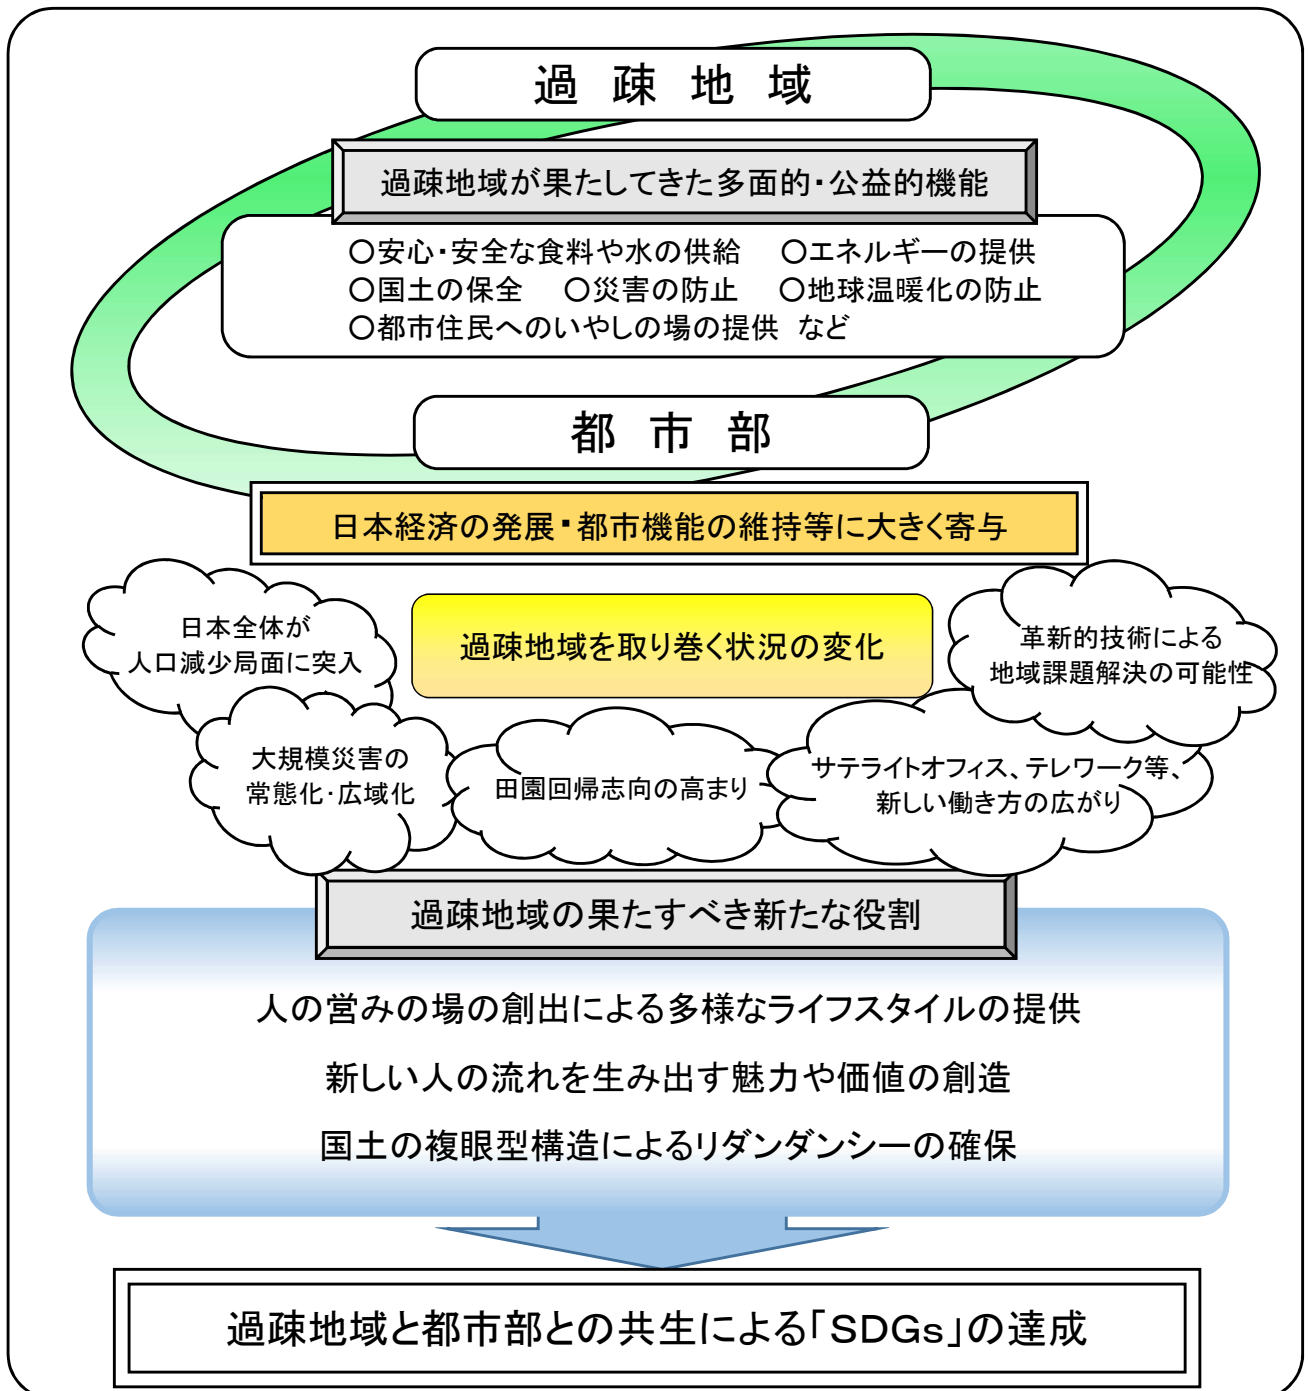 過 疎 地 域
過疎地域が果たしてきた多面的・公益的機能
○安心・安全な食料や水の供給　○エネルギーの提供
○国土の保全　○災害の防止　○地球温暖化の防止
○都市住民へのいやしの場の提供 など
都 市 部
日本経済の発展・都市機能の維持等に大きく寄与
日本全体が
人口減少局面に突入
過疎地域を取り巻く状況の変化
革新的技術による
地域課題解決の可能性
大規模災害の
常態化・広域化
田園回帰志向の高まり
サテライトオフィス、テレワーク等、
新しい働き方の広がり
過疎地域の果たすべき新たな役割
人の営みの場の創出による多様なライフスタイルの提供
新しい人の流れを生み出す魅力や価値の創造
国土の複眼型構造によるリダンダンシーの確保
過疎地域と都市部との共生による「SDGs」の達成